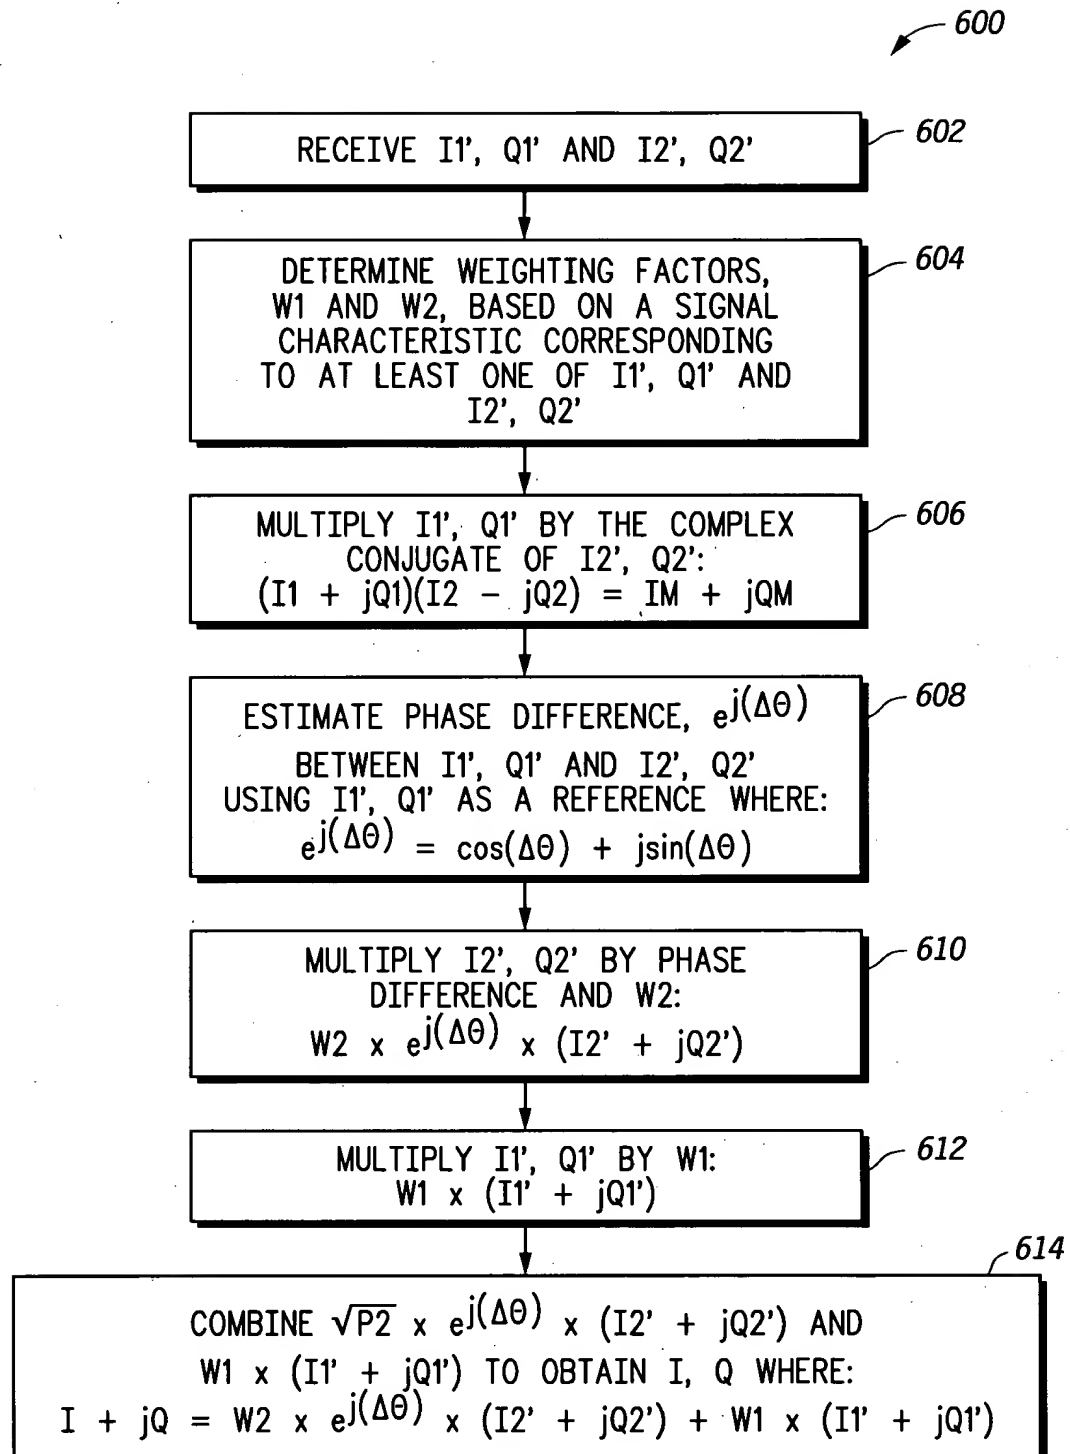 600
602
RECEIVE I1', Q1' AND I2', Q2'
604
DETERMINE WEIGHTING FACTORS,
W1 AND W2, BASED ON A SIGNAL
CHARACTERISTIC CORRESPONDING
TO AT LEAST ONE OF I1', Q1' AND
I2', Q2'
606
MULTIPLY I1', Q1' BY THE COMPLEX
CONJUGATE OF I2', Q2':
(I1 + jQ1)(I2 - jQ2) = IM + jQM
608
ESTIMATE PHASE DIFFERENCE, e^j(Δθ)
BETWEEN I1', Q1' AND I2', Q2'
USING I1', Q1' AS A REFERENCE WHERE:
e^j(Δθ) = cos(Δθ) + jsin(Δθ)
610
MULTIPLY I2', Q2' BY PHASE
DIFFERENCE AND W2:
W2 x e^j(Δθ) x (I2' + jQ2')
612
MULTIPLY I1', Q1' BY W1:
W1 x (I1' + jQ1')
614
COMBINE √P2 x e^j(Δθ) x (I2' + jQ2') AND
W1 x (I1' + jQ1') TO OBTAIN I, Q WHERE:
I + jQ = W2 x e^j(Δθ) x (I2' + jQ2') + W1 x (I1' + jQ1')